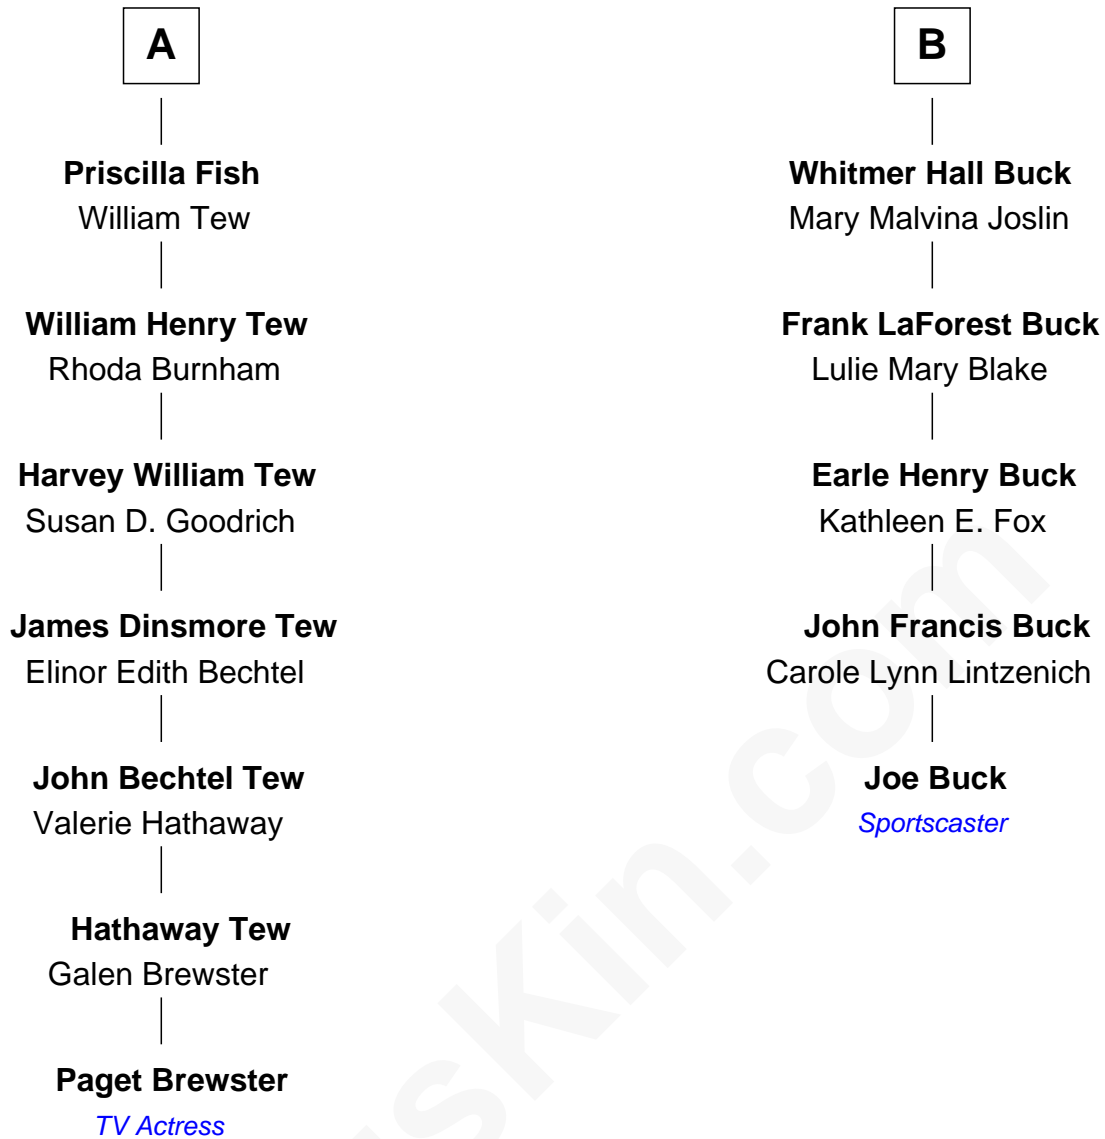 A
Priscilla Fish
William Tew
William Henry Tew
Rhoda Burnham
Harvey William Tew
Susan D. Goodrich
James Dinsmore Tew
Elinor Edith Bechtel
John Bechtel Tew
Valerie Hathaway
Hathaway Tew
Galen Brewster
Paget Brewster
TV Actress
B
Whitmer Hall Buck
Mary Malvina Joslin
Frank LaForest Buck
Lulie Mary Blake
Earle Henry Buck
Kathleen E. Fox
John Francis Buck
Carole Lynn Lintzenich
Joe Buck
Sportscaster